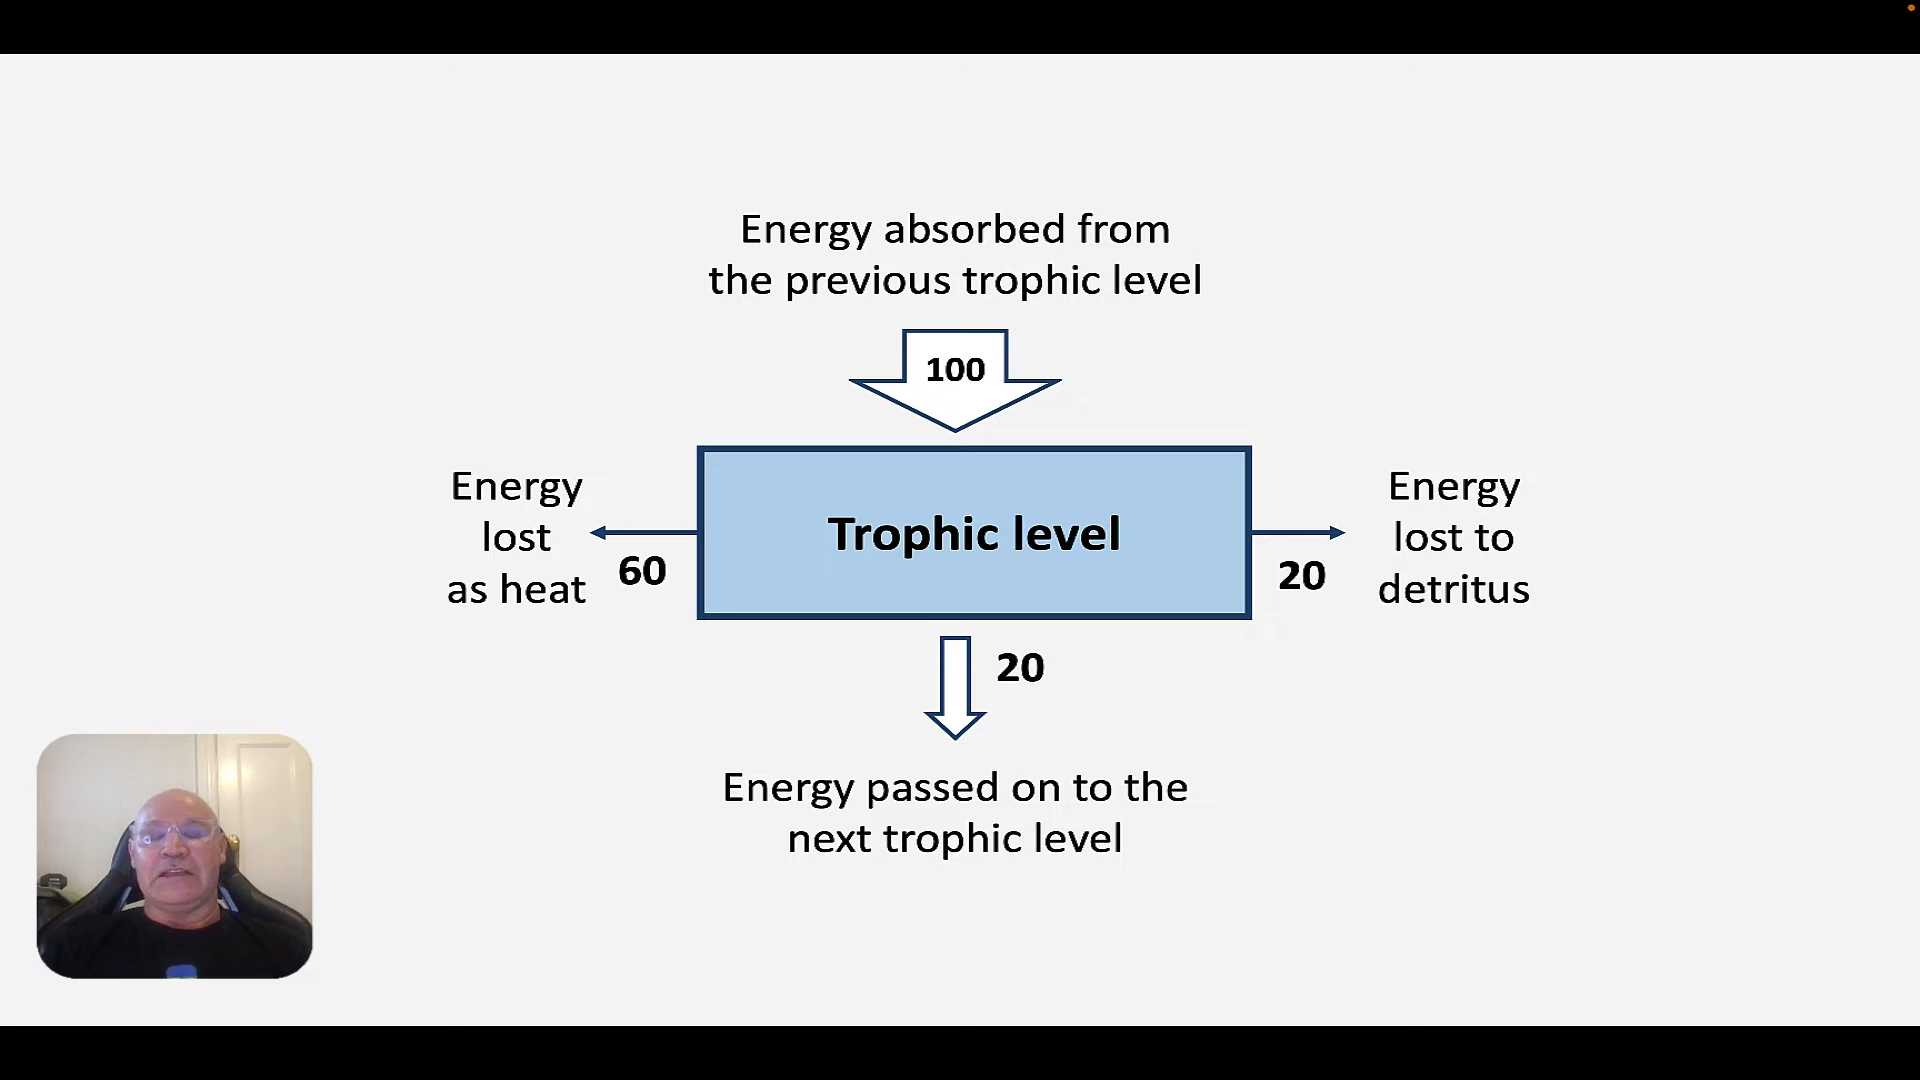 Energy absorbed from
the previous trophic level
100
Energy
lost
as heat
60
Trophic level
20
Energy
lost to
detritus
20
Energy passed on to the
next trophic level